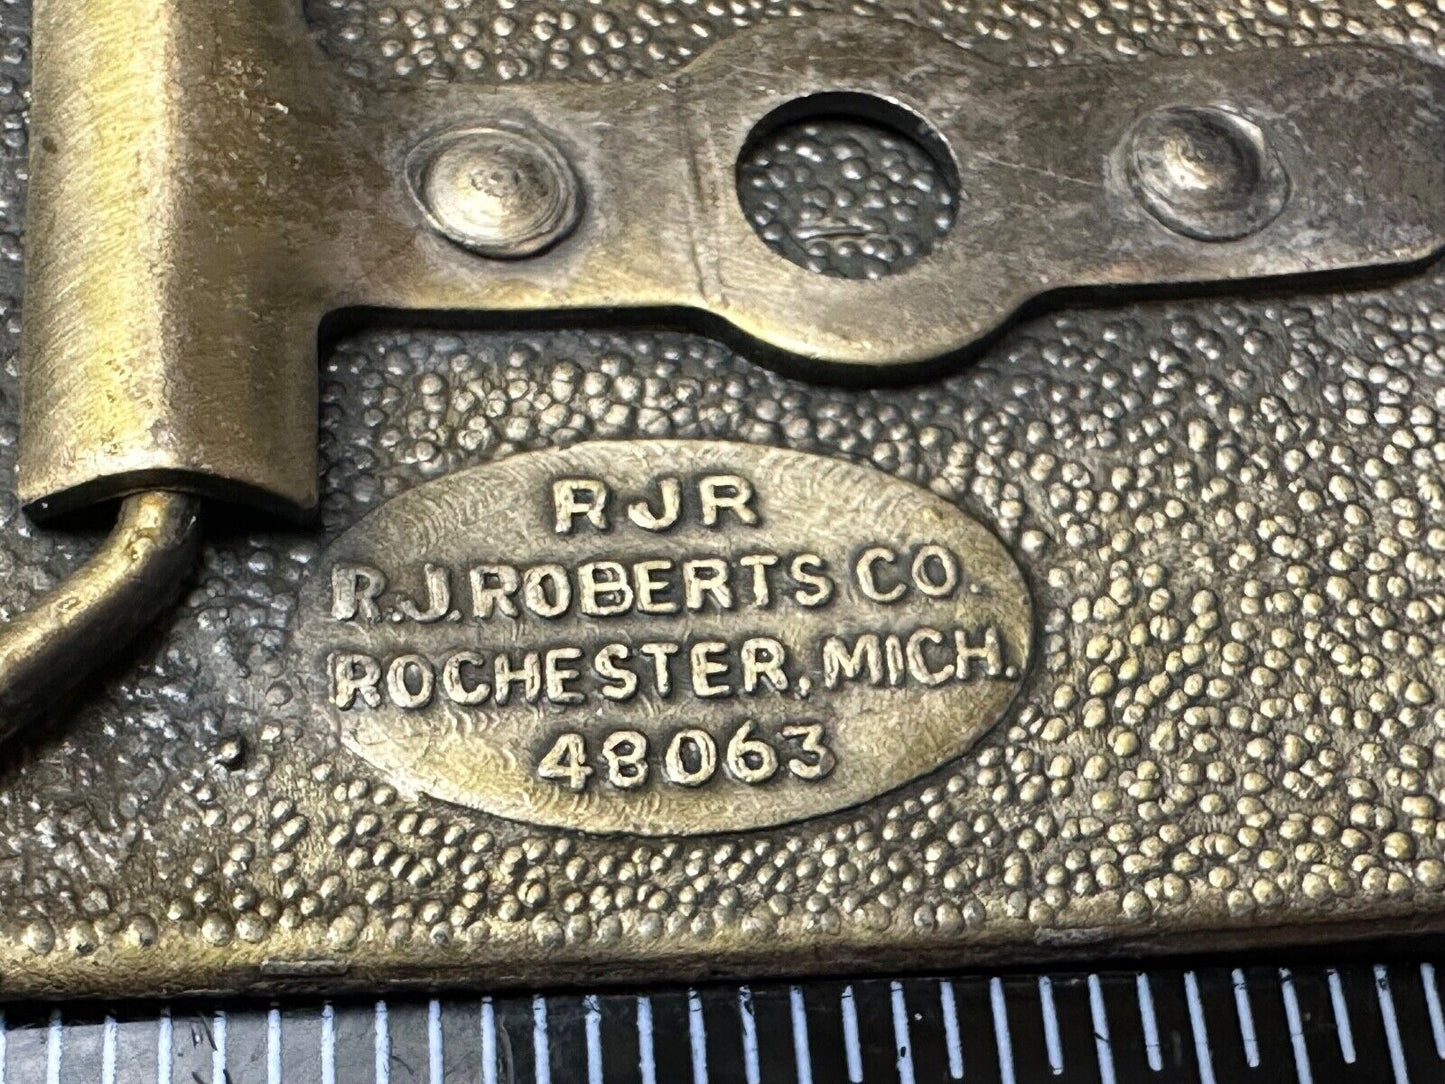 RJR
R.J. ROBERTS CO.
ROCHESTER, MICH.
48063